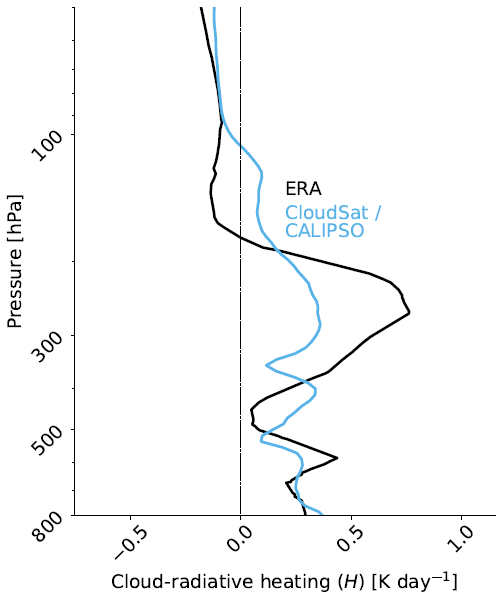 100
300
500
800
Pressure [hPa]
ERA
CloudSat /
CALIPSO
−0.5
0.0
0.5
1.0
Cloud-radiative heating (H) [K day⁻¹]